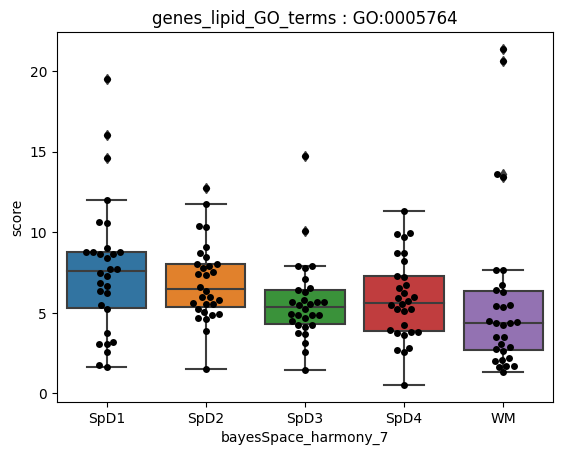 genes_lipid_GO_terms : GO:0005764
score
20
15
10
5
0
SpD1 SpD2 SpD3 SpD4 WM
bayesSpace_harmony_7